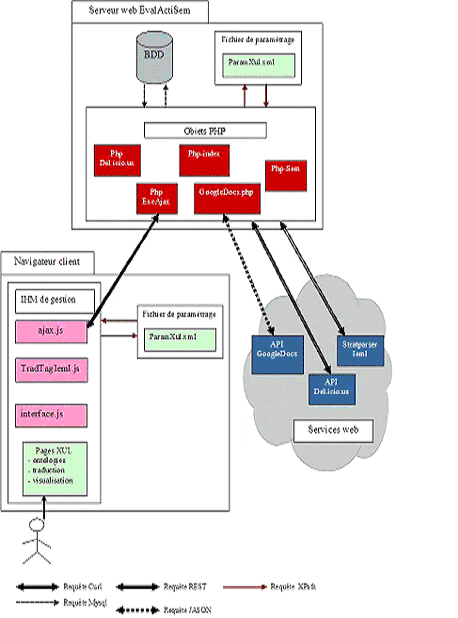 Serveur web EvalActiSem
BDD
Fichier de paramétrage
ParamXul.xml
Objets PHP
Php
Del.icio.us
Php-index
Php-Sem
Php
ExeAjax
GoogleDocs.php
Navigateur client
IHM de gestion
ajax.js
TradTagIeml.js
interface.js
Pages XUL
- ontologies
- traduction
- visualisation
Fichier de paramétrage
ParamXul.xml
API
GoogleDocs
Stratparser
Ieml
API
Del.icio.us
Services web
Requête Curl
Requête REST
Requête XPath
Requête Mysql
Requête JASON